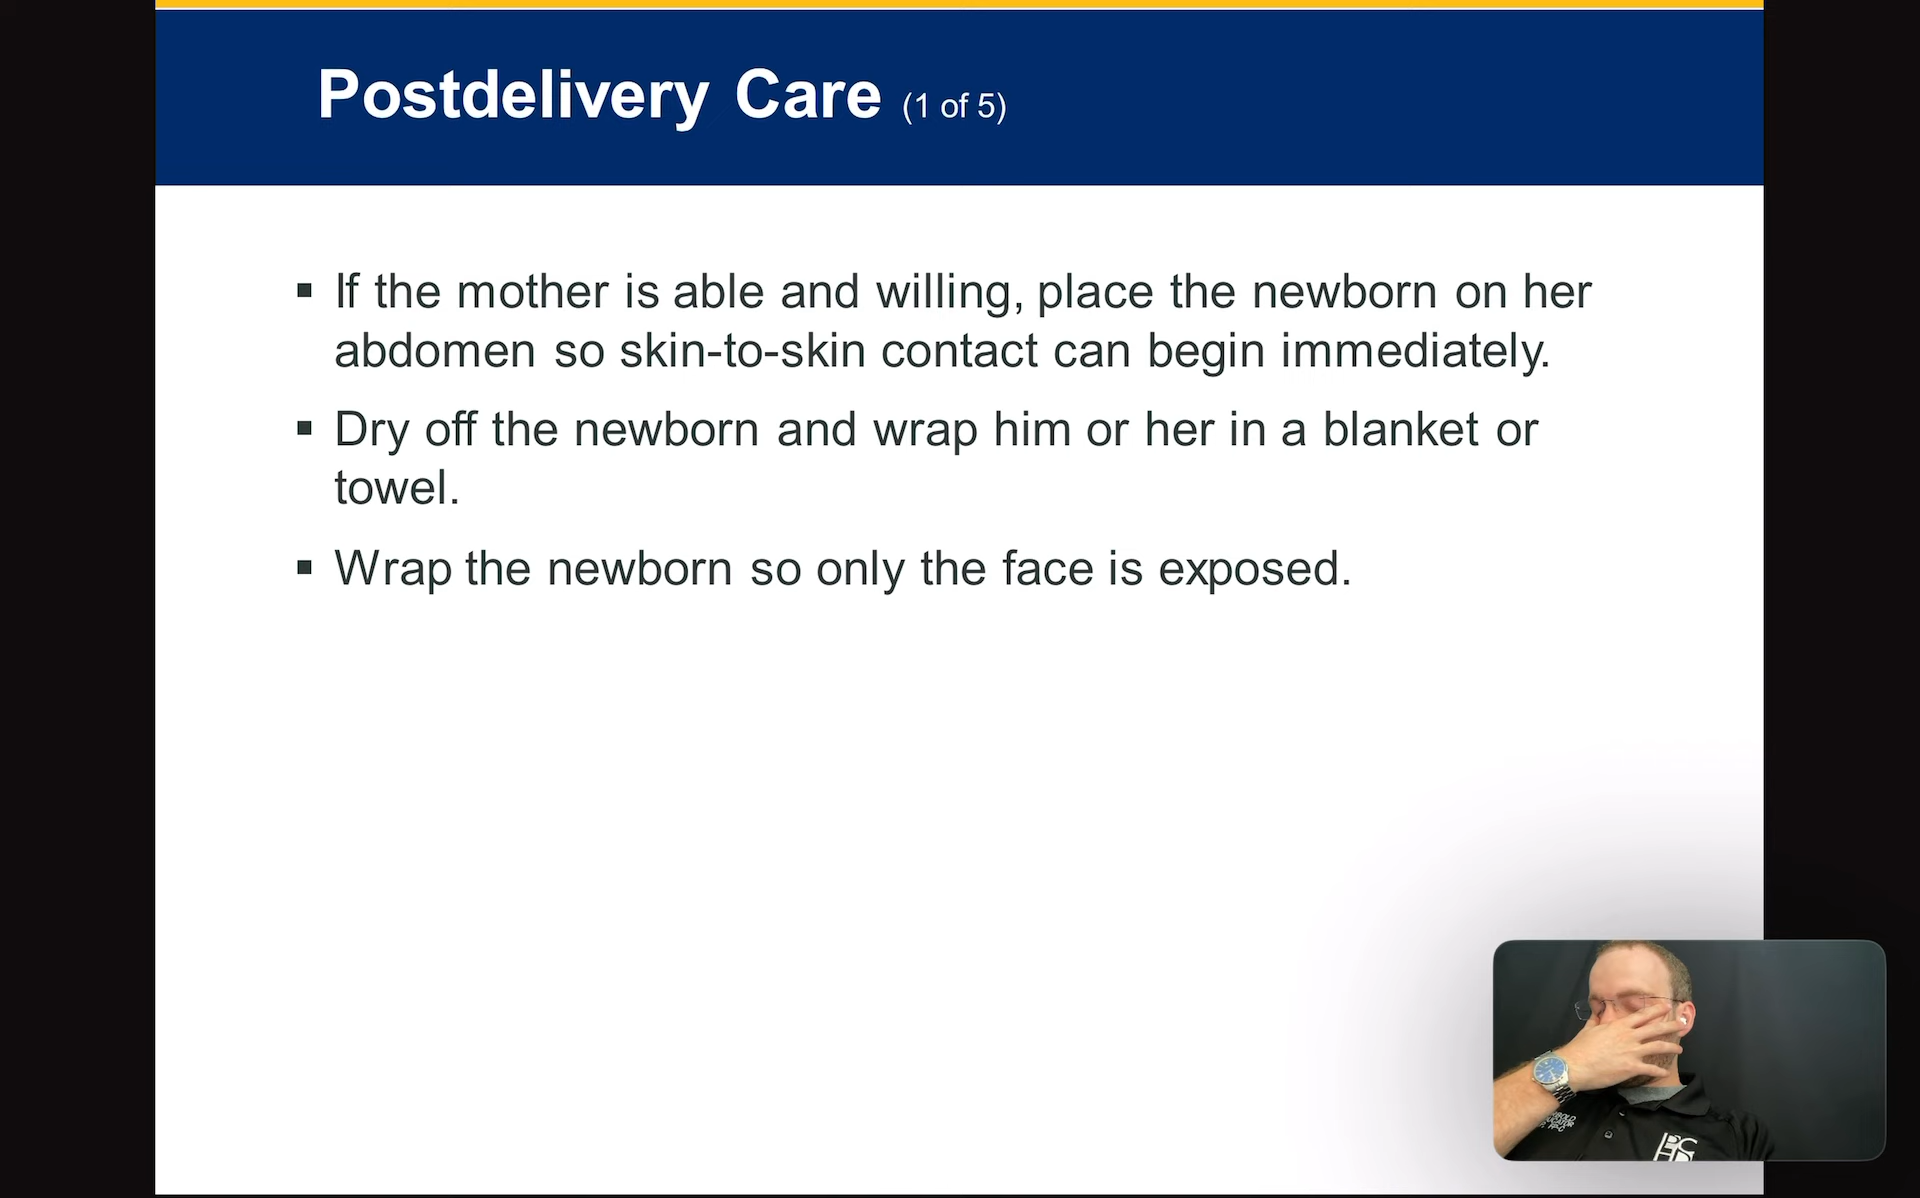 Postdelivery Care (1 of 5)
▪ If the mother is able and willing, place the newborn on her
abdomen so skin-to-skin contact can begin immediately.
▪ Dry off the newborn and wrap him or her in a blanket or
towel.
▪ Wrap the newborn so only the face is exposed.